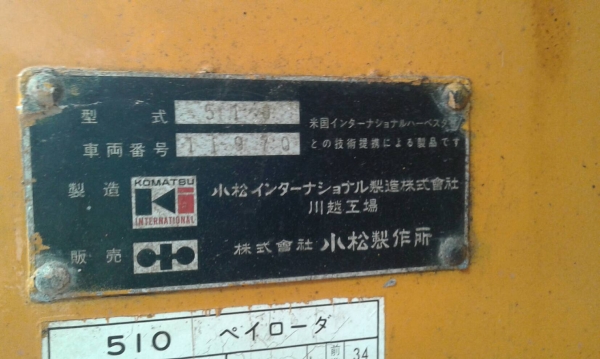 型式 510
米国インターナショナルハーベスタ
車両番号 11970
との技術提携による製品です
製造 KOMATSU INTERNATIONAL 小松インターナショナル製造株式會社
川越工場
販売 株式會社 小松製作所
510 ペイローダ
前 34